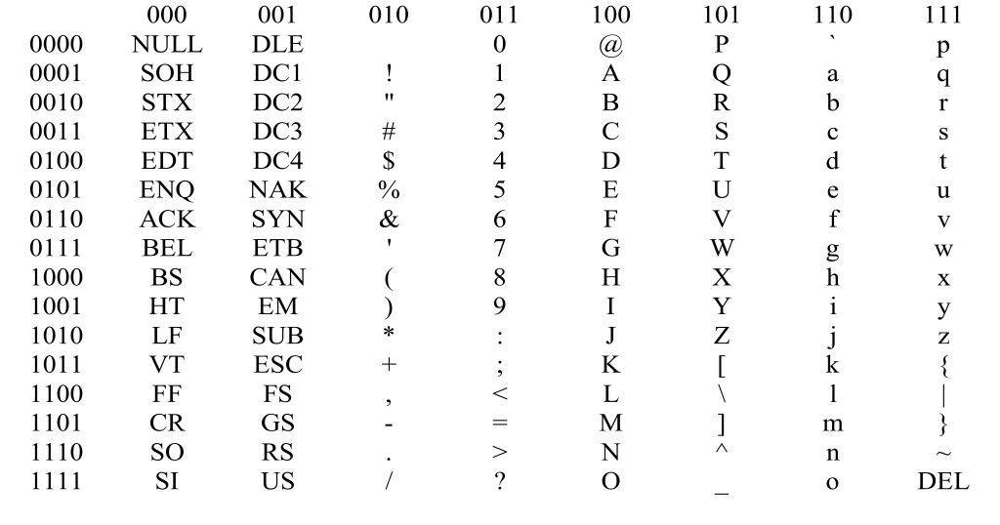 000 001 010 011 100 101 110 111
0000 NULL DLE 0 @ P ` p
0001 SOH DC1 ! 1 A Q a q
0010 STX DC2 " 2 B R b r
0011 ETX DC3 # 3 C S c s
0100 EDT DC4 $ 4 D T d t
0101 ENQ NAK % 5 E U e u
0110 ACK SYN & 6 F V f v
0111 BEL ETB ' 7 G W g w
1000 BS CAN ( 8 H X h x
1001 HT EM ) 9 I Y i y
1010 LF SUB * : J Z j z
1011 VT ESC + ; K [ k {
1100 FF FS , < L \ l |
1101 CR GS - = M ] m }
1110 SO RS . > N ^ n ~
1111 SI US / ? O _ o DEL